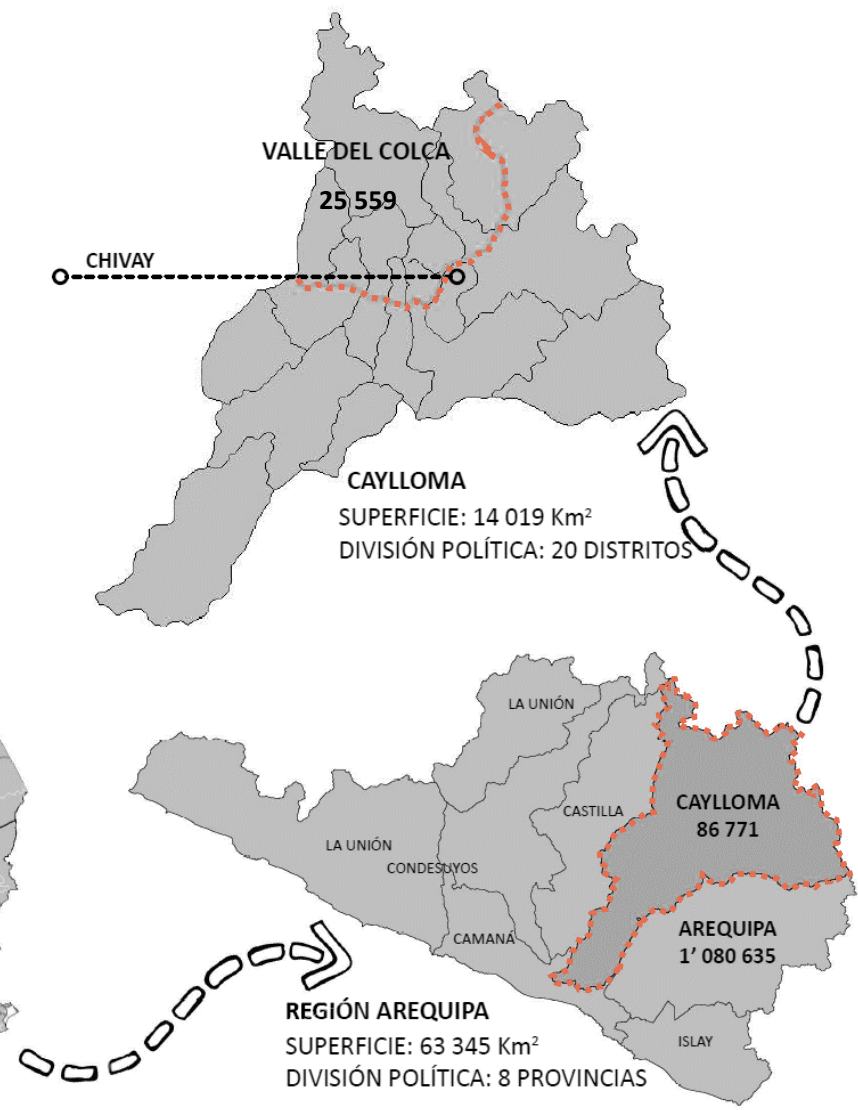 VALLE DEL COLCA
25 559
CHIVAY
CAYLLOMA
SUPERFICIE: 14 019 Km²
DIVISIÓN POLÍTICA: 20 DISTRITOS
LA UNIÓN
CASTILLA
CAYLLOMA
86 771
LA UNIÓN
CONDESUYOS
CAMANÁ
AREQUIPA
1’ 080 635
REGIÓN AREQUIPA
SUPERFICIE: 63 345 Km²
DIVISIÓN POLÍTICA: 8 PROVINCIAS
ISLAY